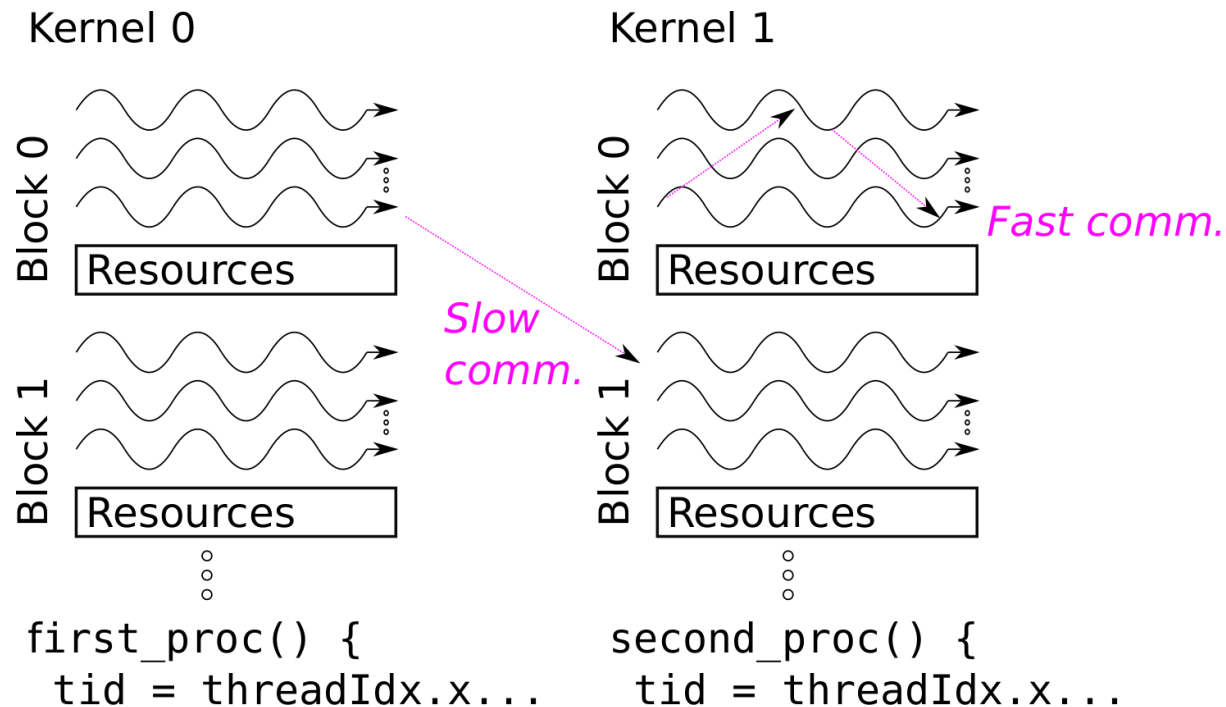 Kernel 0
Block 0
Resources
Slow
comm.
Block 1
Resources
first_proc() {
tid = threadIdx.x...
Kernel 1
Block 0
Fast comm.
Resources
Block 1
Resources
second_proc() {
tid = threadIdx.x...